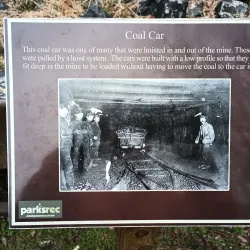 Coal Car
This coal car was one of many that were hoisted in and out of the mine. These
were pulled by a hoist system. The cars were built with a low profile so that they
fit deep in the mine to be loaded without having to move the coal to the car
parksrec